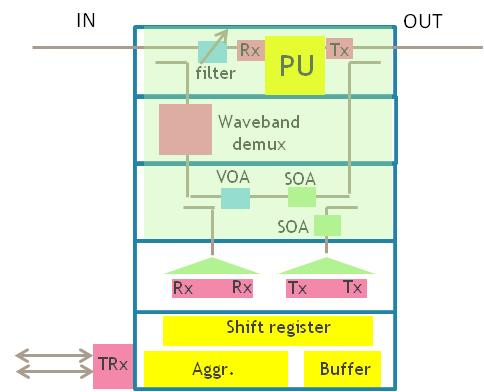 IN
OUT
filter
Rx
PU
Tx
Waveband
demux
VOA
SOA
SOA
Rx
Rx
Tx
Tx
Shift register
TRx
Aggr.
Buffer